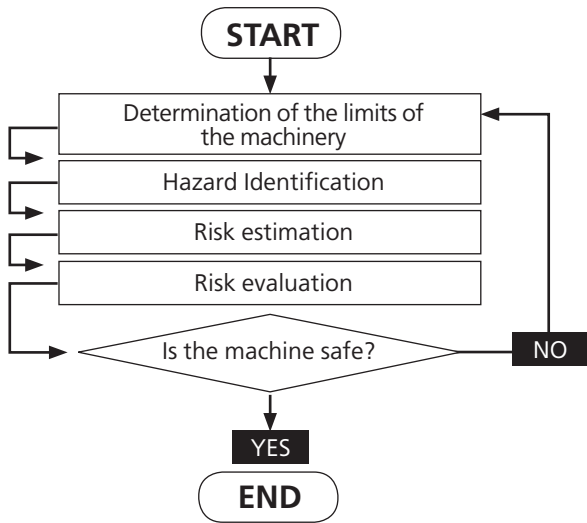 START
Determination of the limits of
the machinery
Hazard Identification
Risk estimation
Risk evaluation
Is the machine safe?
NO
YES
END